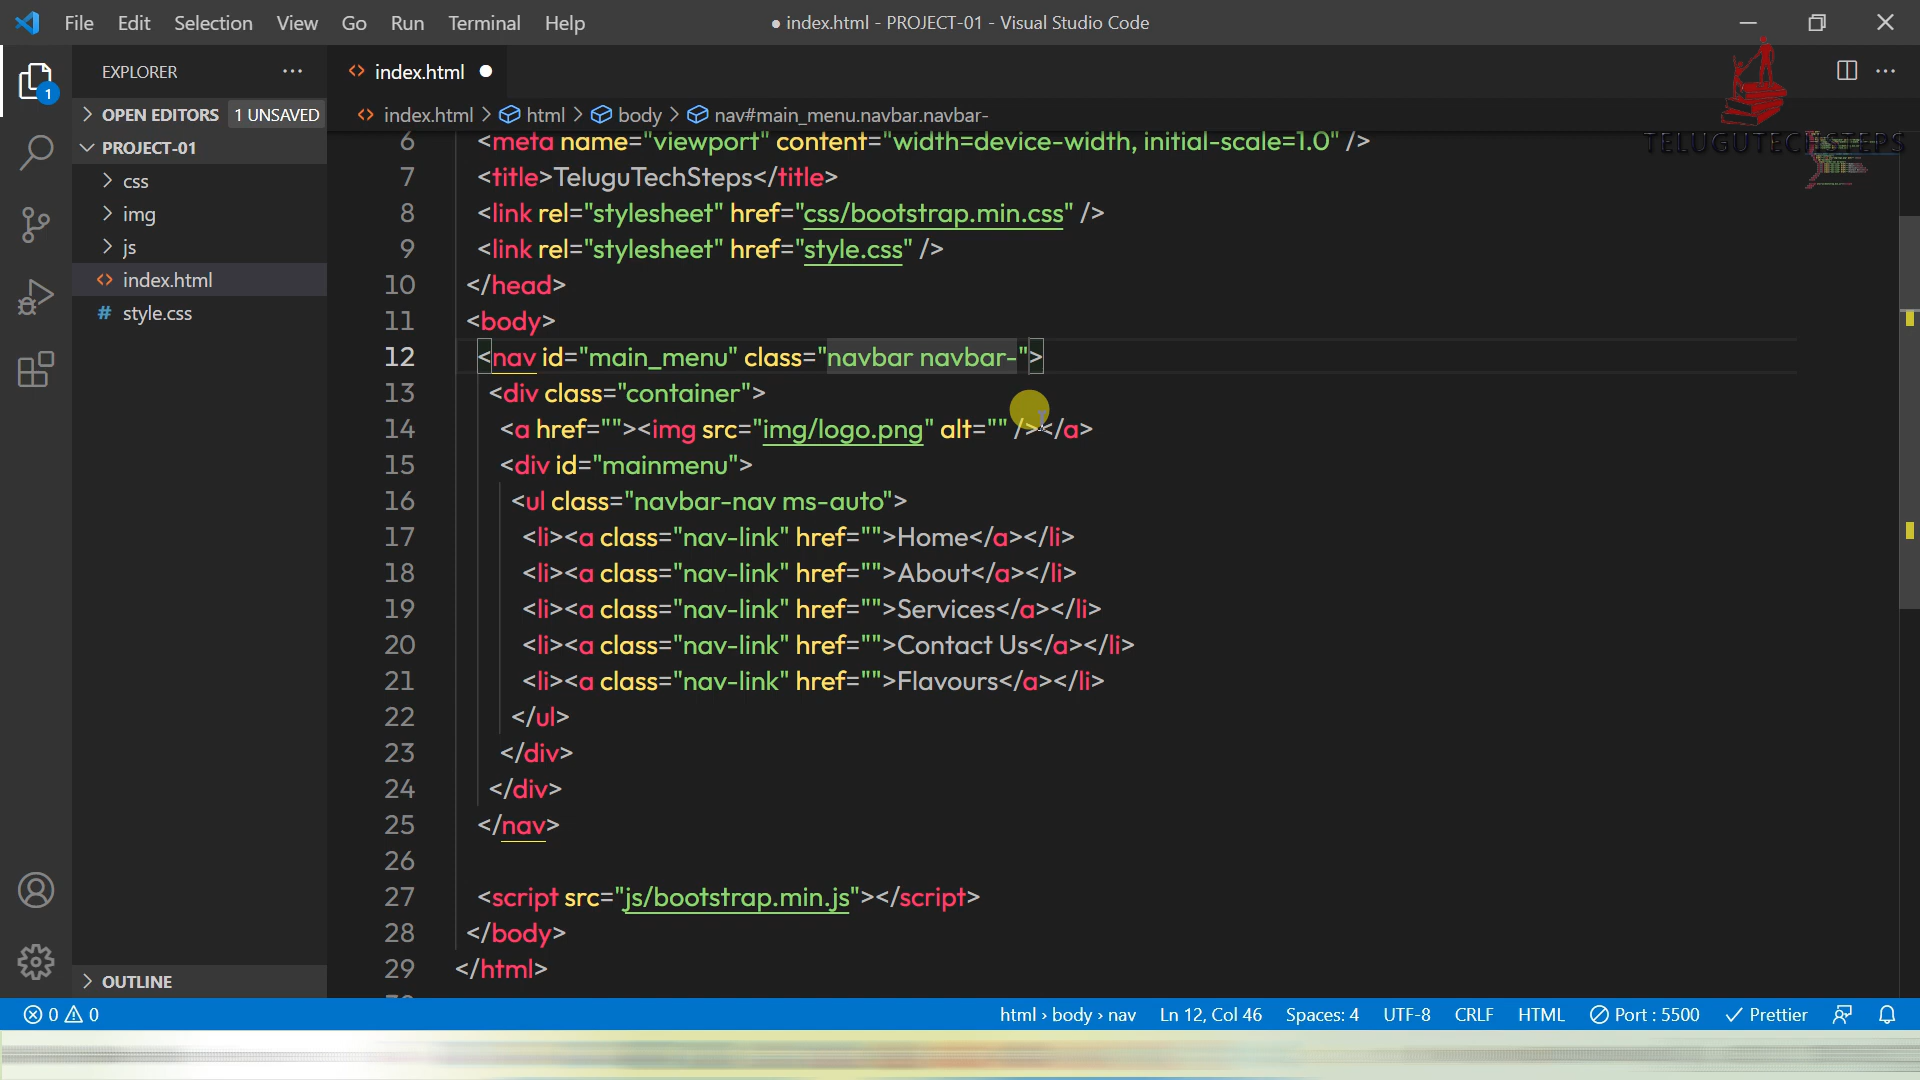 File Edit Selection View Go Run Terminal Help
● index.html - PROJECT-01 - Visual Studio Code
EXPLORER
OPEN EDITORS 1 UNSAVED
PROJECT-01
css
img
js
index.html
# style.css
OUTLINE
1
index.html
index.html > html > body > nav#main_menu.navbar.navbar-
TELUGUTECHSTEPS
6 <meta name="viewport" content="width=device-width, initial-scale=1.0" />
7 <title>TeluguTechSteps</title>
8 <link rel="stylesheet" href="css/bootstrap.min.css" />
9 <link rel="stylesheet" href="style.css" />
10 </head>
11 <body>
12 <nav id="main_menu" class="navbar navbar-">
13 <div class="container">
14 <a href=""><img src="img/logo.png" alt="" /></a>
15 <div id="mainmenu">
16 <ul class="navbar-nav ms-auto">
17 <li><a class="nav-link" href="">Home</a></li>
18 <li><a class="nav-link" href="">About</a></li>
19 <li><a class="nav-link" href="">Services</a></li>
20 <li><a class="nav-link" href="">Contact Us</a></li>
21 <li><a class="nav-link" href="">Flavours</a></li>
22 </ul>
23 </div>
24 </div>
25 </nav>
26
27 <script src="js/bootstrap.min.js"></script>
28 </body>
29 </html>
0 0 html › body › nav Ln 12, Col 46 Spaces: 4 UTF-8 CRLF HTML Port : 5500 Prettier